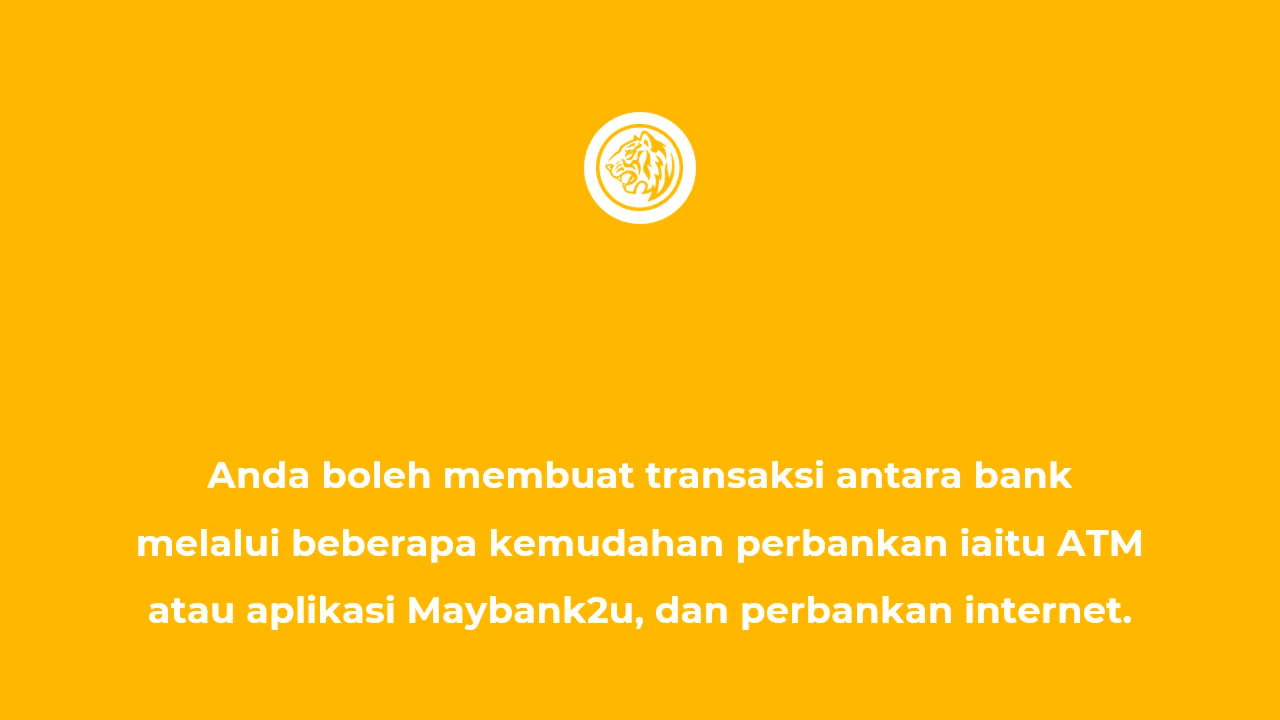 Anda boleh membuat transaksi antara bank
melalui beberapa kemudahan perbankan iaitu ATM
atau aplikasi Maybank2u, dan perbankan internet.